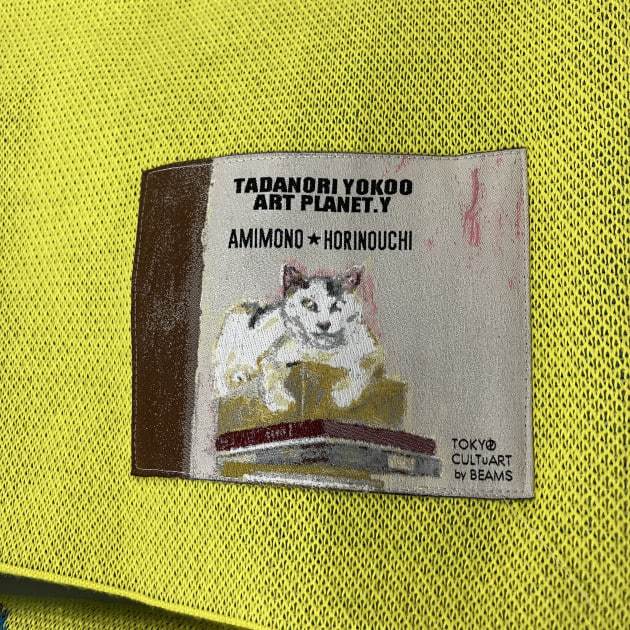 TADANORI YOKOO
ART PLANET.Y
AMIMONO★HORINOUCHI
TOKYO
CULTuART
by BEAMS